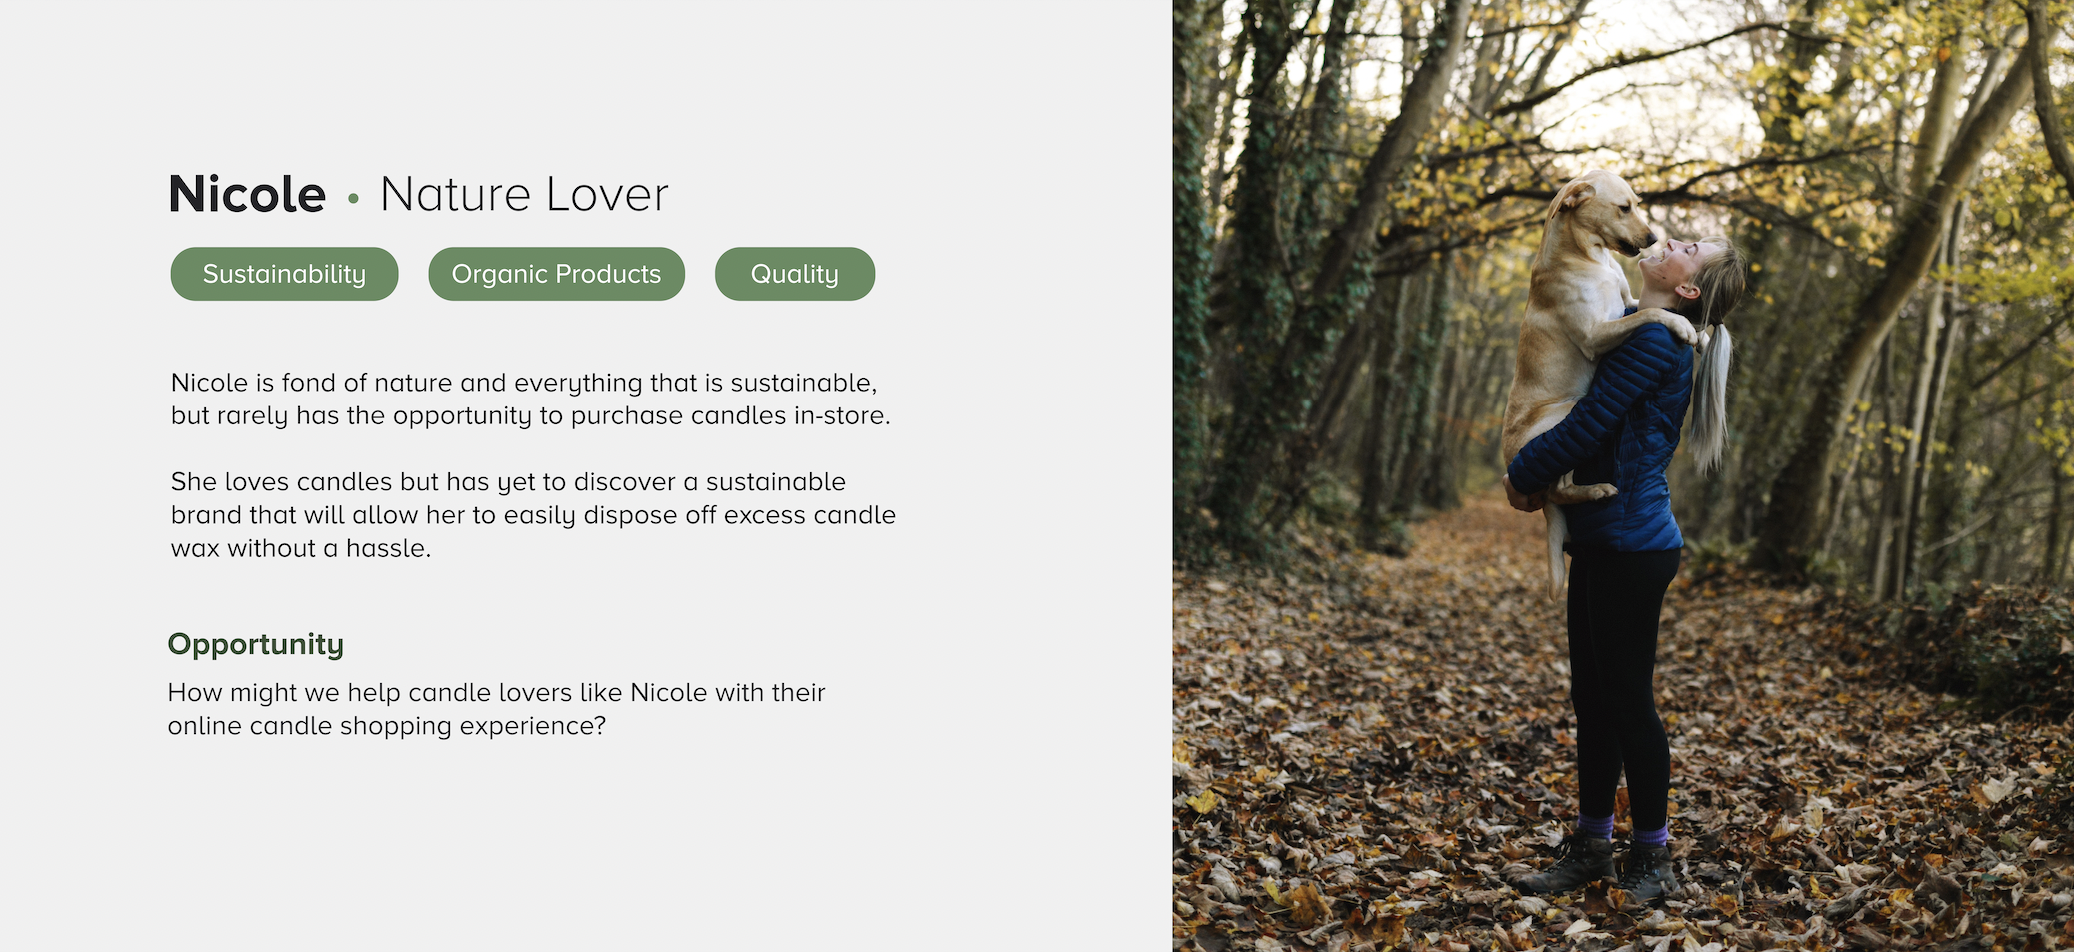 Nicole • Nature Lover
Sustainability Organic Products Quality
Nicole is fond of nature and everything that is sustainable,
but rarely has the opportunity to purchase candles in-store.
She loves candles but has yet to discover a sustainable
brand that will allow her to easily dispose off excess candle
wax without a hassle.
Opportunity
How might we help candle lovers like Nicole with their
online candle shopping experience?